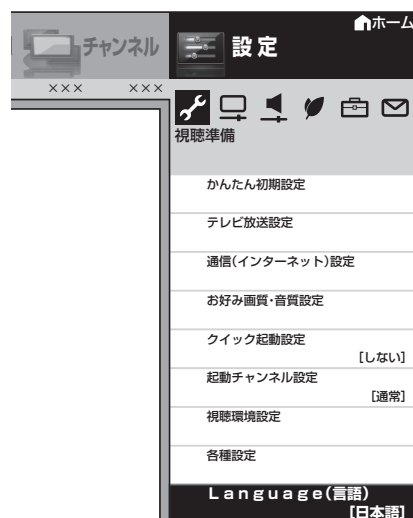 チャンネル
設定
ホーム
××× ×××
視聴準備
かんたん初期設定
テレビ放送設定
通信(インターネット)設定
お好み画質・音質設定
クイック起動設定
[しない]
起動チャンネル設定
[通常]
視聴環境設定
各種設定
Language(言語)
[日本語]